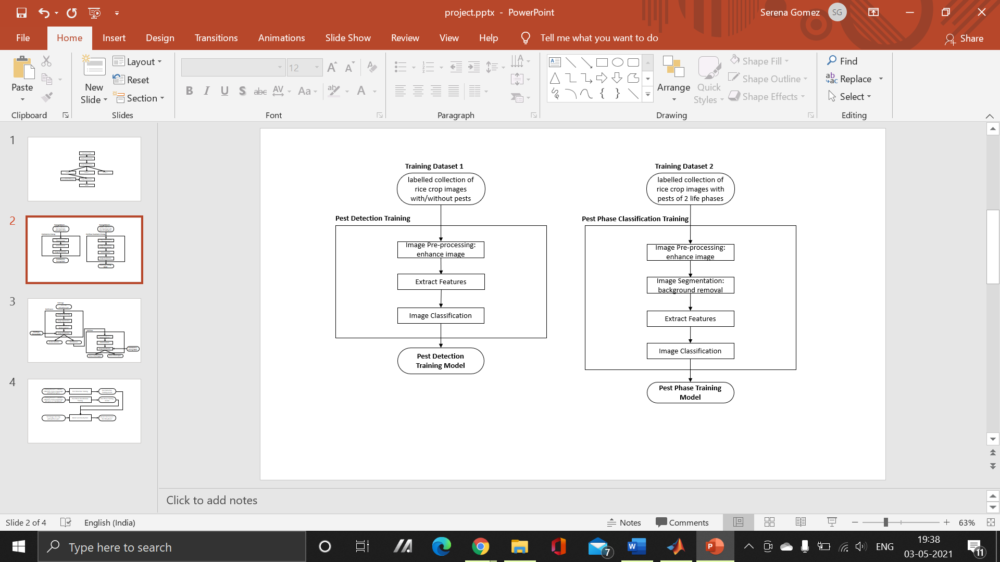 project.pptx - PowerPoint
Serena Gomez SG
File Home Insert Design Transitions Animations Slide Show Review View Help Tell me what you want to do Share
Paste
Clipboard
New Slide
Layout
Reset
Section
Slides
12
B I U S abc AV Aa A
Font
Paragraph
Arrange
Quick Styles
Shape Fill
Shape Outline
Shape Effects
Drawing
Find
Replace
Select
Editing
1
2
3
4
Training Dataset 1
labelled collection of
rice crop images
with/without pests
Pest Detection Training
Image Pre-processing:
enhance image
Extract Features
Image Classification
Pest Detection
Training Model
Training Dataset 2
labelled collection of
rice crop images with
pests of 2 life phases
Pest Phase Classification Training
Image Pre-processing:
enhance image
Image Segmentation:
background removal
Extract Features
Image Classification
Pest Phase Training
Model
Click to add notes
Slide 2 of 4 English (India) Notes Comments 63%
Type here to search
7
ENG
19:38
03-05-2021
11